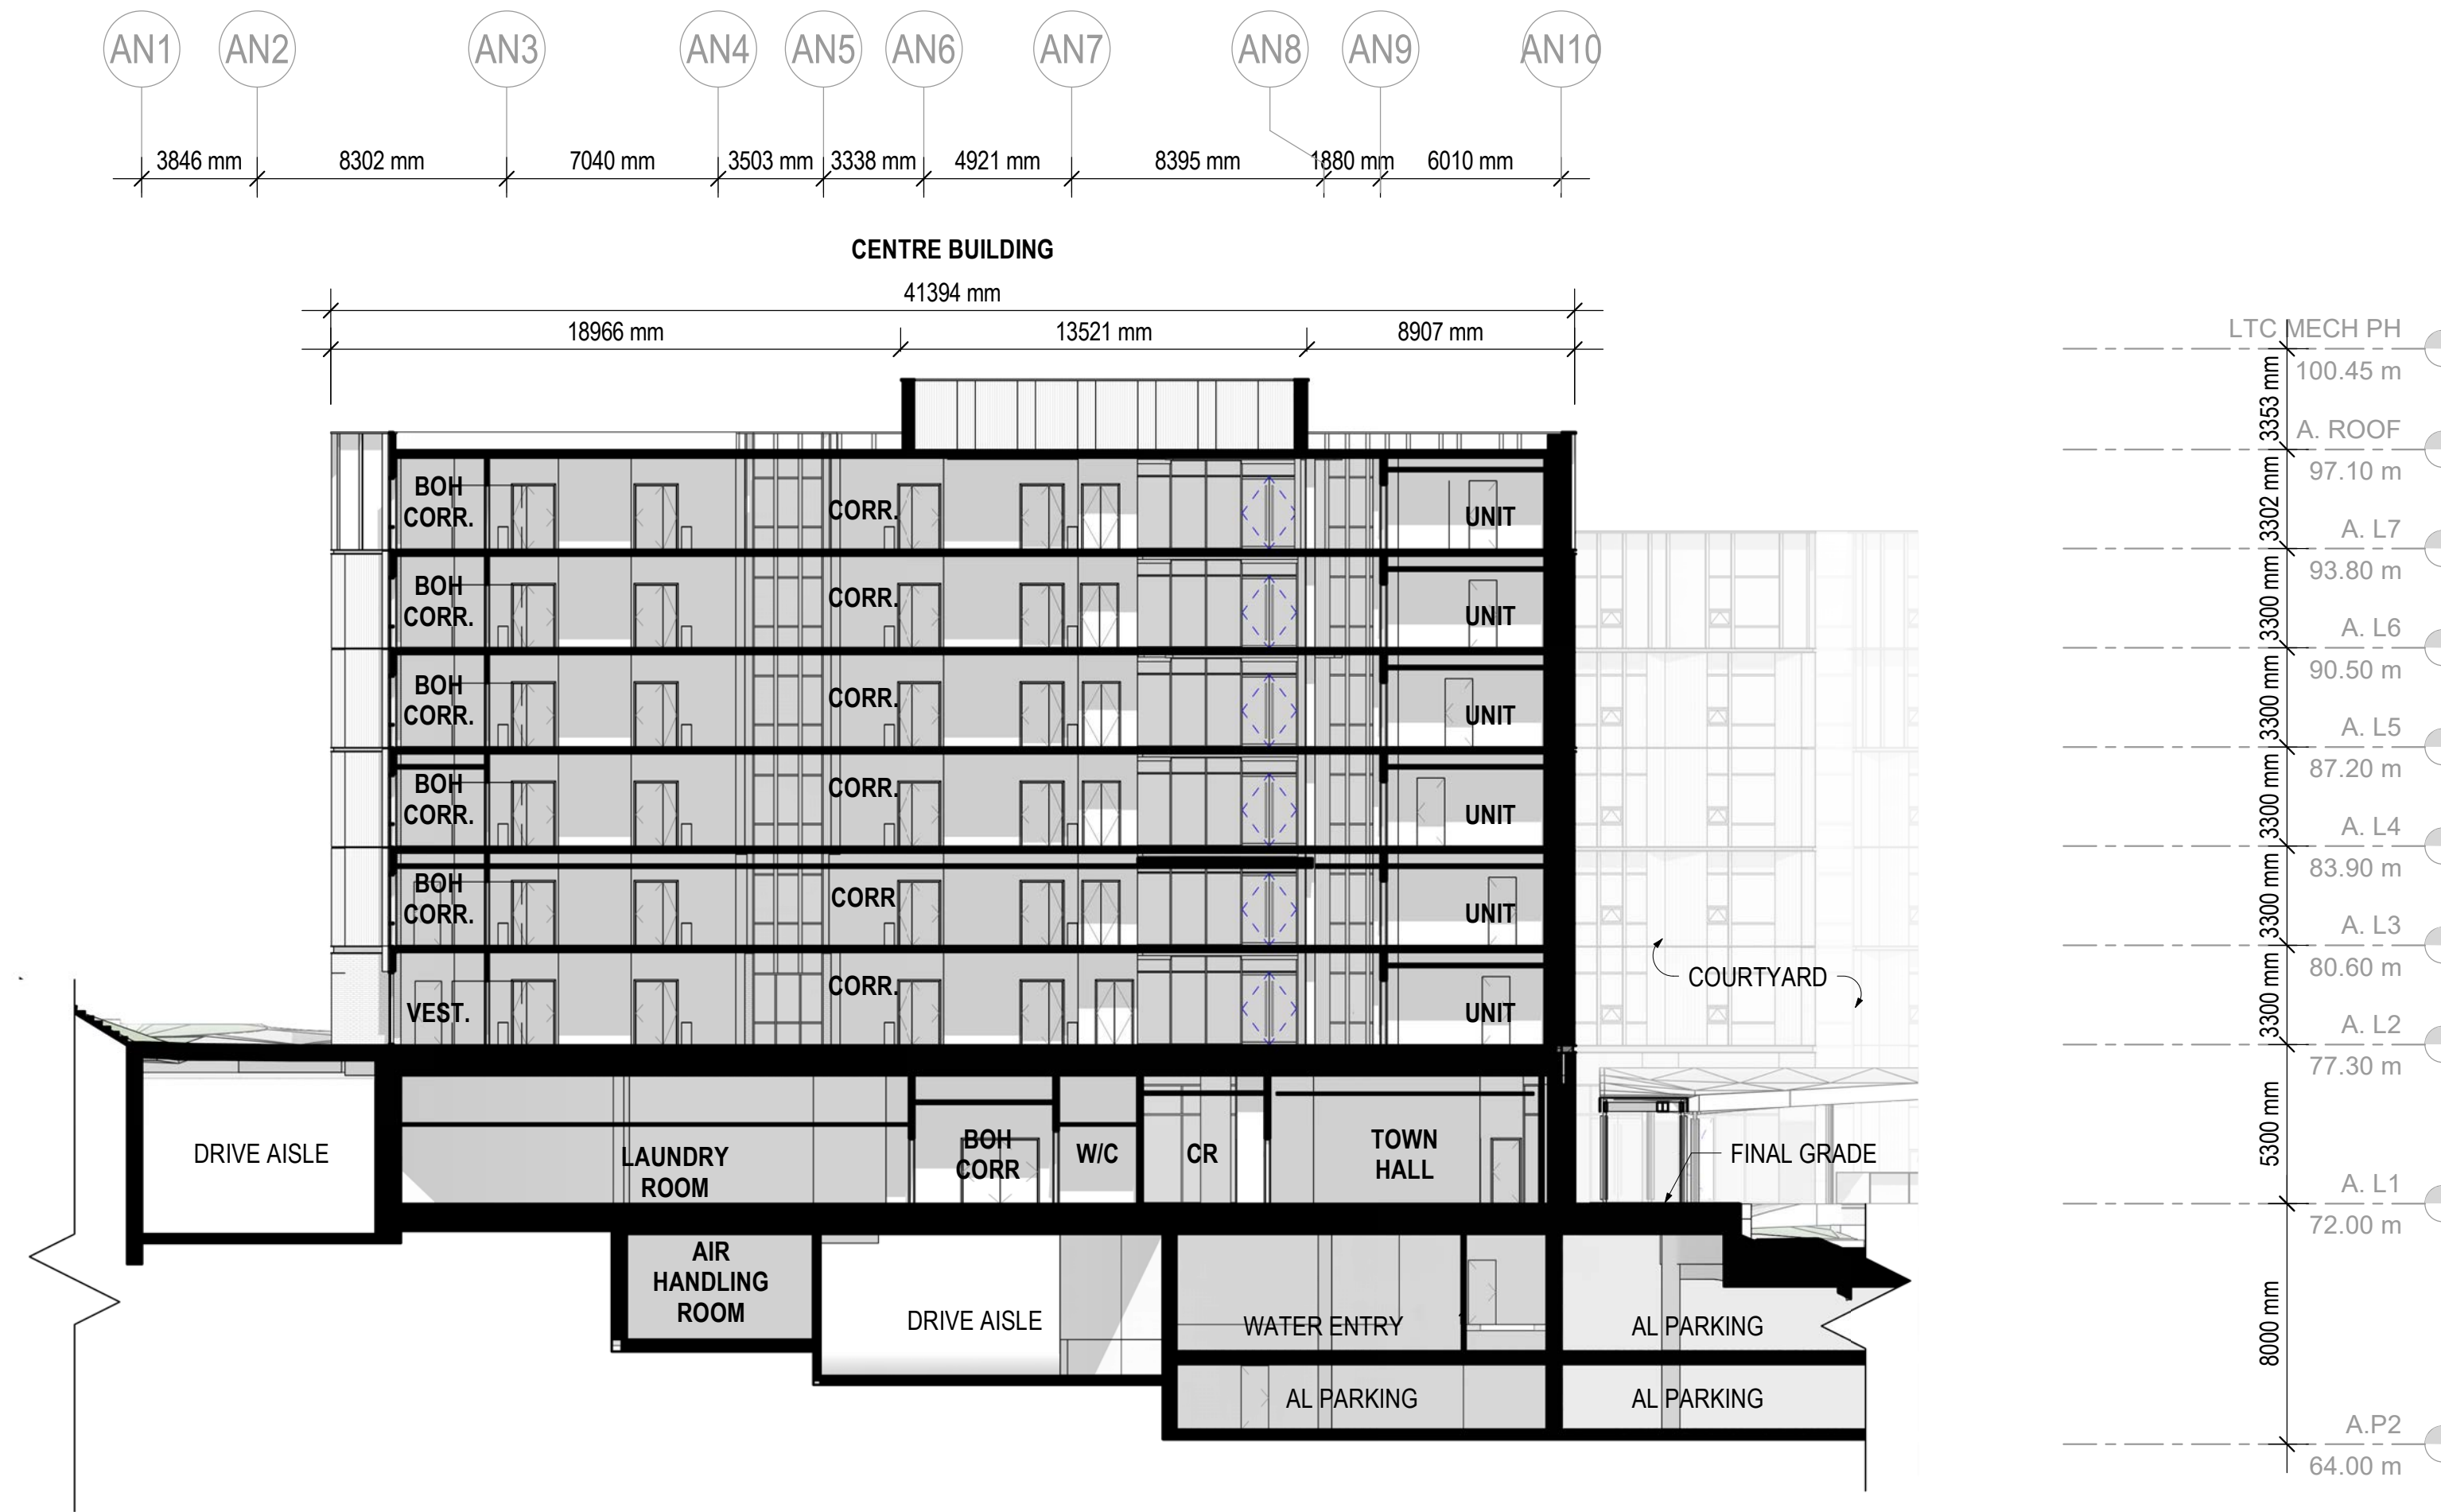 AN1 AN2 AN3 AN4 AN5 AN6 AN7 AN8 AN9 AN10
3846 mm 8302 mm 7040 mm 3503 mm 3338 mm 4921 mm 8395 mm 1880 mm 6010 mm
CENTRE BUILDING
41394 mm
18966 mm 13521 mm 8907 mm
LTC MECH PH
100.45 m
3353 mm
A. ROOF
97.10 m
3302 mm
A. L7
93.80 m
3300 mm
A. L6
90.50 m
3300 mm
A. L5
87.20 m
3300 mm
A. L4
83.90 m
3300 mm
A. L3
80.60 m
3300 mm
A. L2
77.30 m
5300 mm
A. L1
72.00 m
8000 mm
A.P2
64.00 m
BOH
CORR.
CORR.
UNIT
BOH
CORR.
CORR.
UNIT
BOH
CORR.
CORR.
UNIT
BOH
CORR.
CORR.
UNIT
BOH
CORR.
CORR
UNIT
VEST.
CORR.
UNIT
COURTYARD
DRIVE AISLE
LAUNDRY
ROOM
BOH
CORR
W/C
CR
TOWN
HALL
FINAL GRADE
AIR
HANDLING
ROOM
DRIVE AISLE
WATER ENTRY
AL PARKING
AL PARKING
AL PARKING